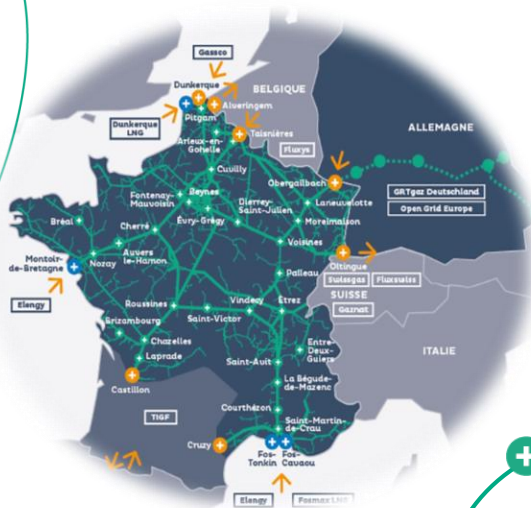 Gassco
Dunkerque
BELGIQUE
Alveringem
Dunkerque
LNG
Pitgam
Taisnières
ALLEMAGNE
Arleux-en-
Gohelle
Fluxys
Cuvilly
Obergailbach
GRTgaz Deutschland
Open Grid Europe
Fontenay-
Mauvoisin
Beynes
Dierrey-
Saint-Julien
Laneuvelotte
Évry-Grégy
Morelmaison
Bréal
Cherré
Voisines
Montoir-
de-Bretagne
Nozay
Auvers
le-Hamon
Oltingue
Palleau
Swissgas
Fluxswiss
SUISSE
Gaznat
Elengy
Roussines
Vindecy
Etrez
Saint-Victor
Brizambourg
Chazelles
Laprade
Entre-
Deux-
Guiers
ITALIE
Saint-Avit
Castillon
La Bégude-
de-Mazenc
TIGF
Courthézon
Saint-Martin-
de-Crau
Cruzy
Fos-
Tonkin
Fos-
Cavaou
Elengy
Fosmax LNG